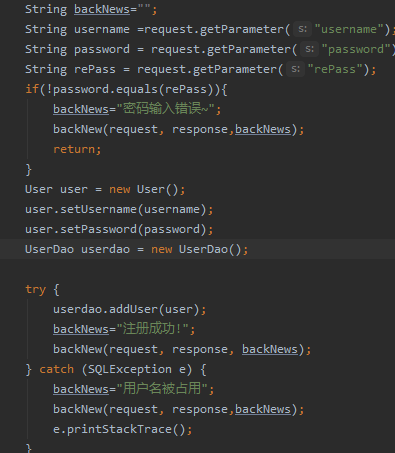 String backNews="";
String username =request.getParameter( s: "username");
String password = request.getParameter( s: "password")
String rePass = request.getParameter( s: "rePass");
if(!password.equals(rePass)){
backNews="密码输入错误~";
backNew(request, response,backNews);
return;
}
User user = new User();
user.setUsername(username);
user.setPassword(password);
UserDao userdao = new UserDao();
try {
userdao.addUser(user);
backNews="注册成功!";
backNew(request, response, backNews);
} catch (SQLException e) {
backNews="用户名被占用";
backNew(request, response,backNews);
e.printStackTrace();
}